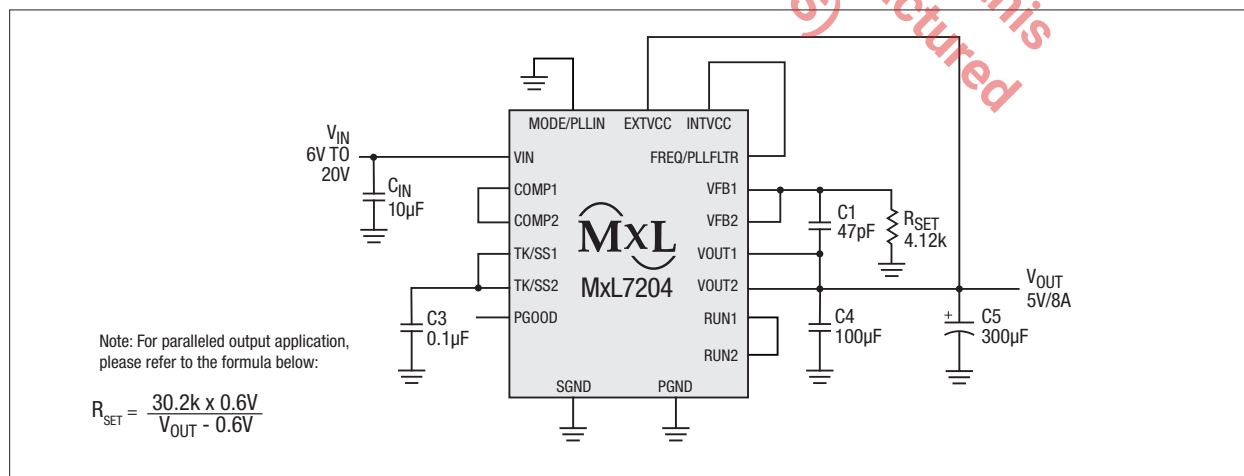 this
s)
ctured
MODE/PLLIN EXTVCC INTVCC
VIN
6V TO
20V
VIN
FREQ/PLLFLTR
CIN
10µF
COMP1
COMP2
VFB1
VFB2
C1
47pF
RSET
4.12k
MXL
MxL7204
TK/SS1
TK/SS2
VOUT1
VOUT2
VOUT
5V/8A
C3
0.1µF
PGOOD
RUN1
RUN2
C4
100µF
+
C5
300µF
SGND PGND
Note: For paralleled output application,
please refer to the formula below:
RSET = 30.2k x 0.6V
VOUT - 0.6V